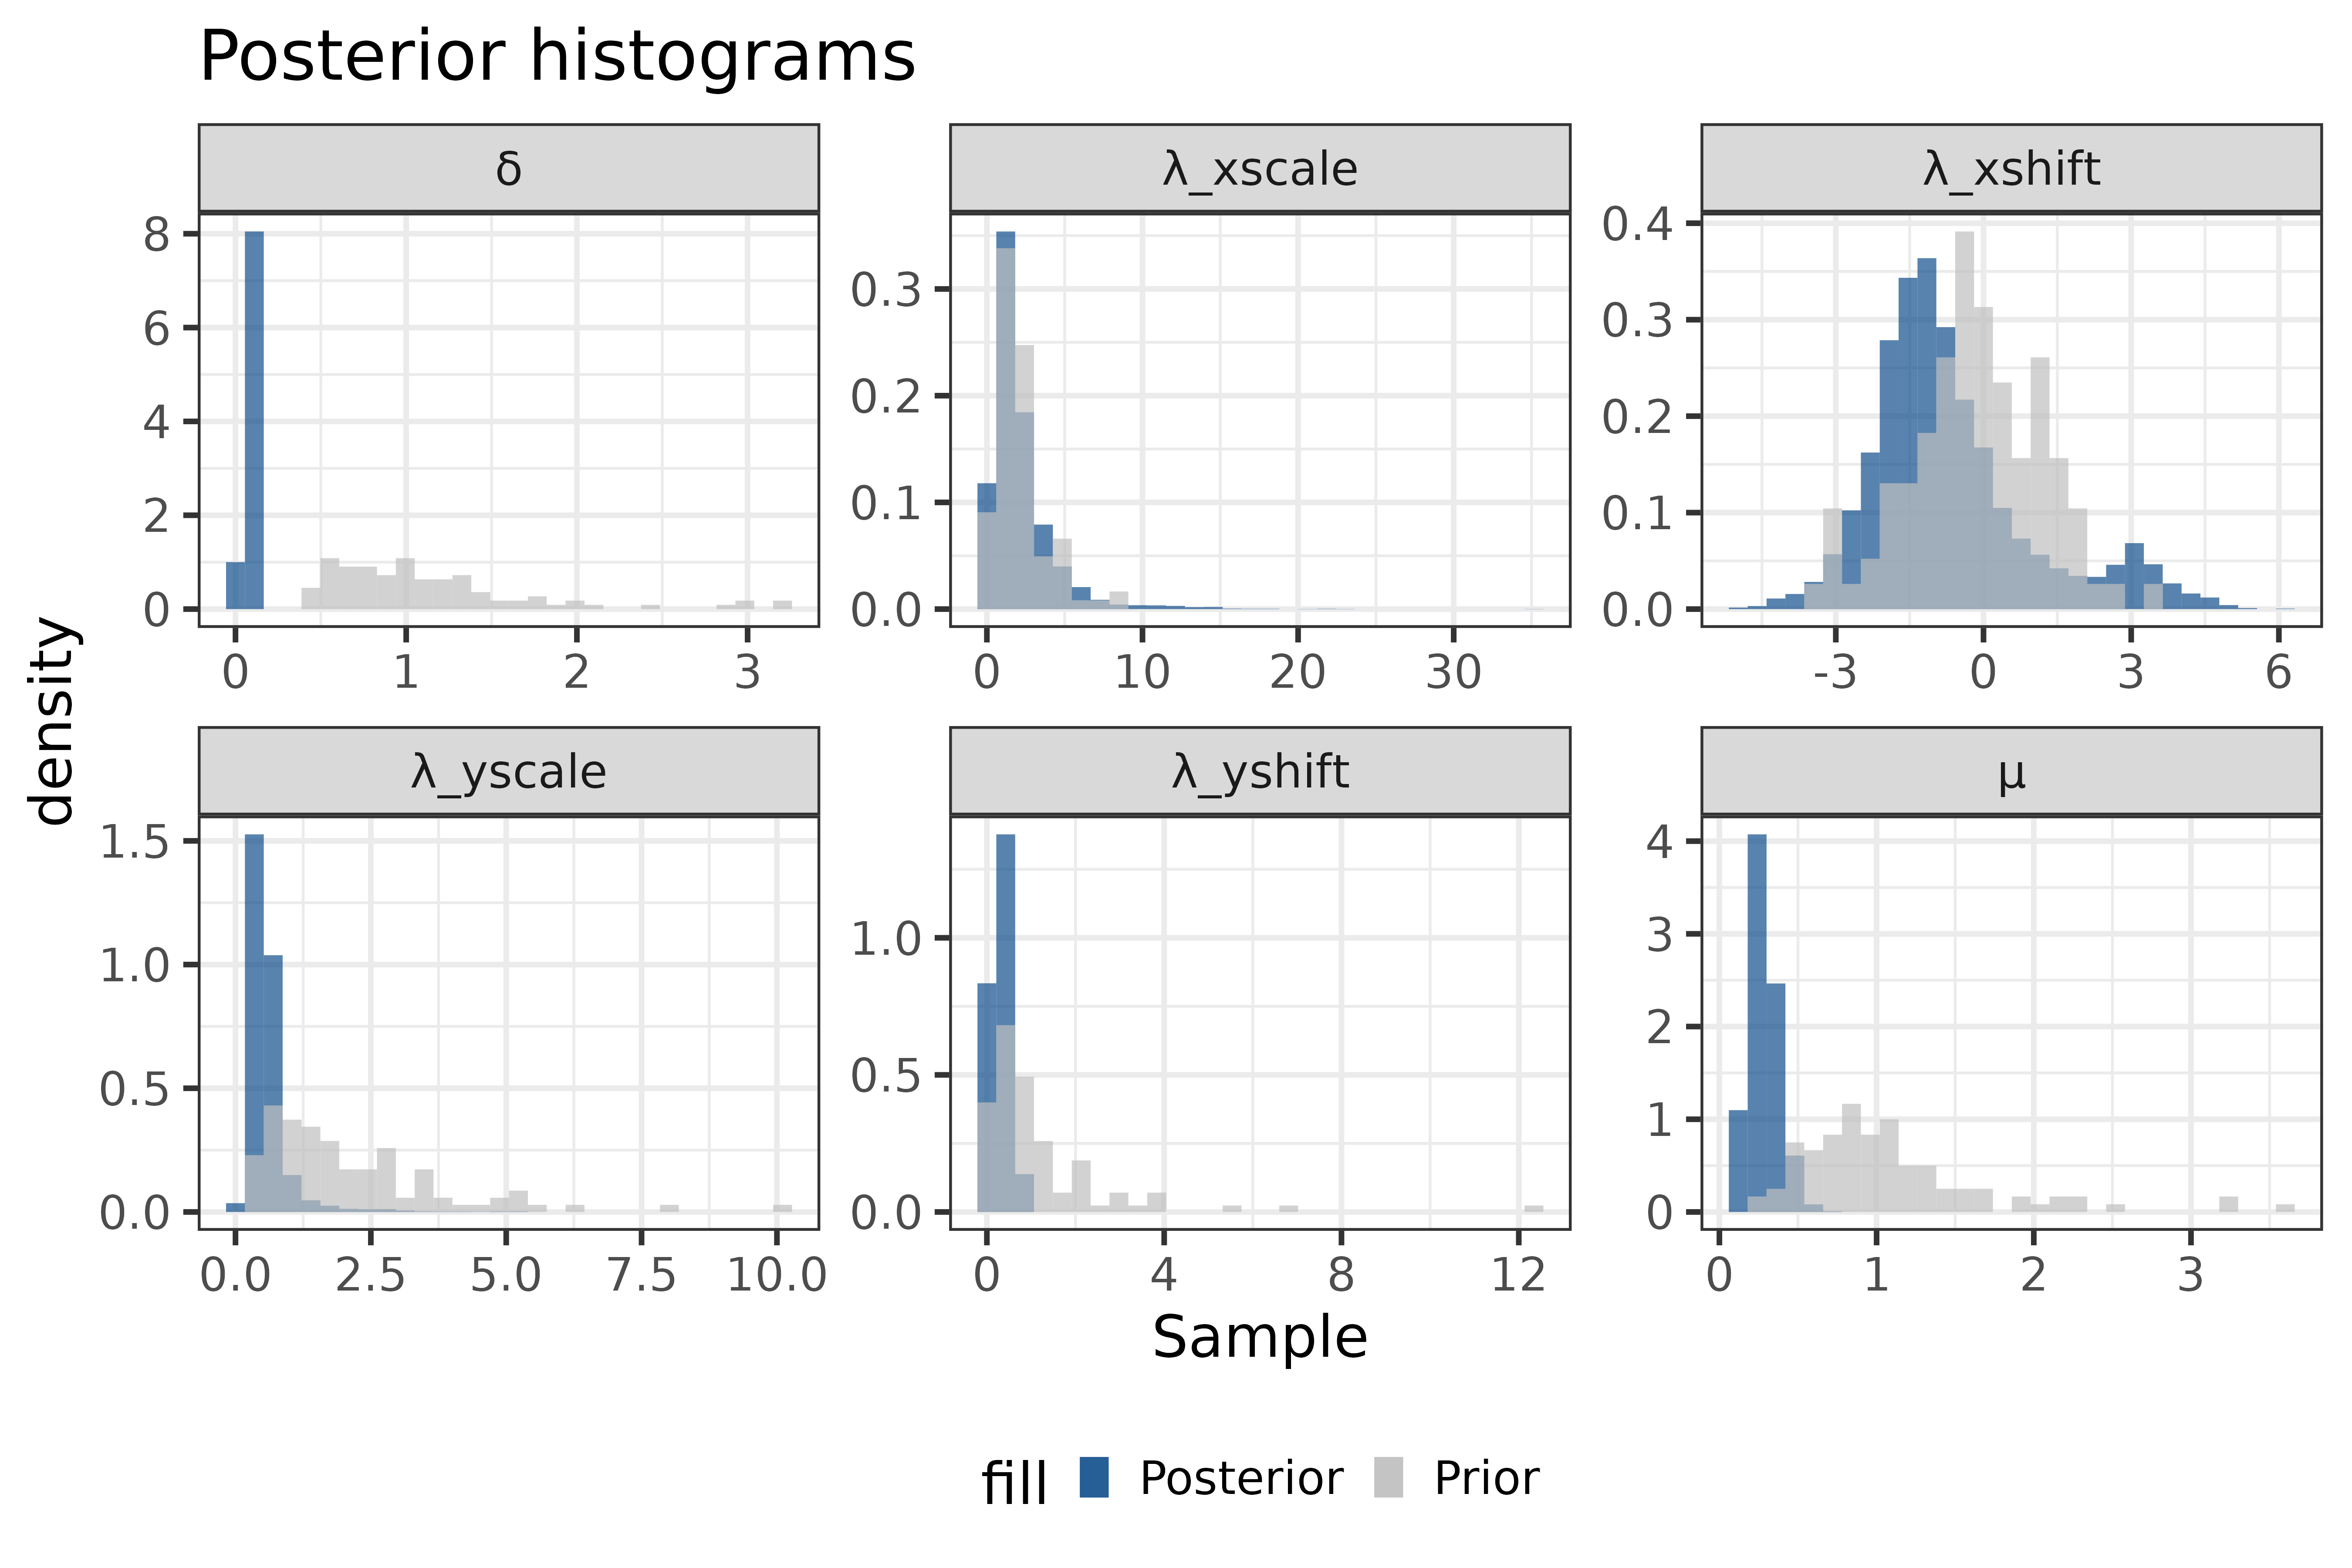 Posterior histograms
δ λ_xscale λ_xshift
8 6 4 2 0
0.3 0.2 0.1 0.0
0.4 0.3 0.2 0.1 0.0
0 1 2 3
0 10 20 30
-3 0 3 6
density
λ_yscale λ_yshift μ
1.5 1.0 0.5 0.0
1.0 0.5 0.0
4 3 2 1 0
0.0 2.5 5.0 7.5 10.0
0 4 8 12
0 1 2 3
Sample
fill Posterior Prior